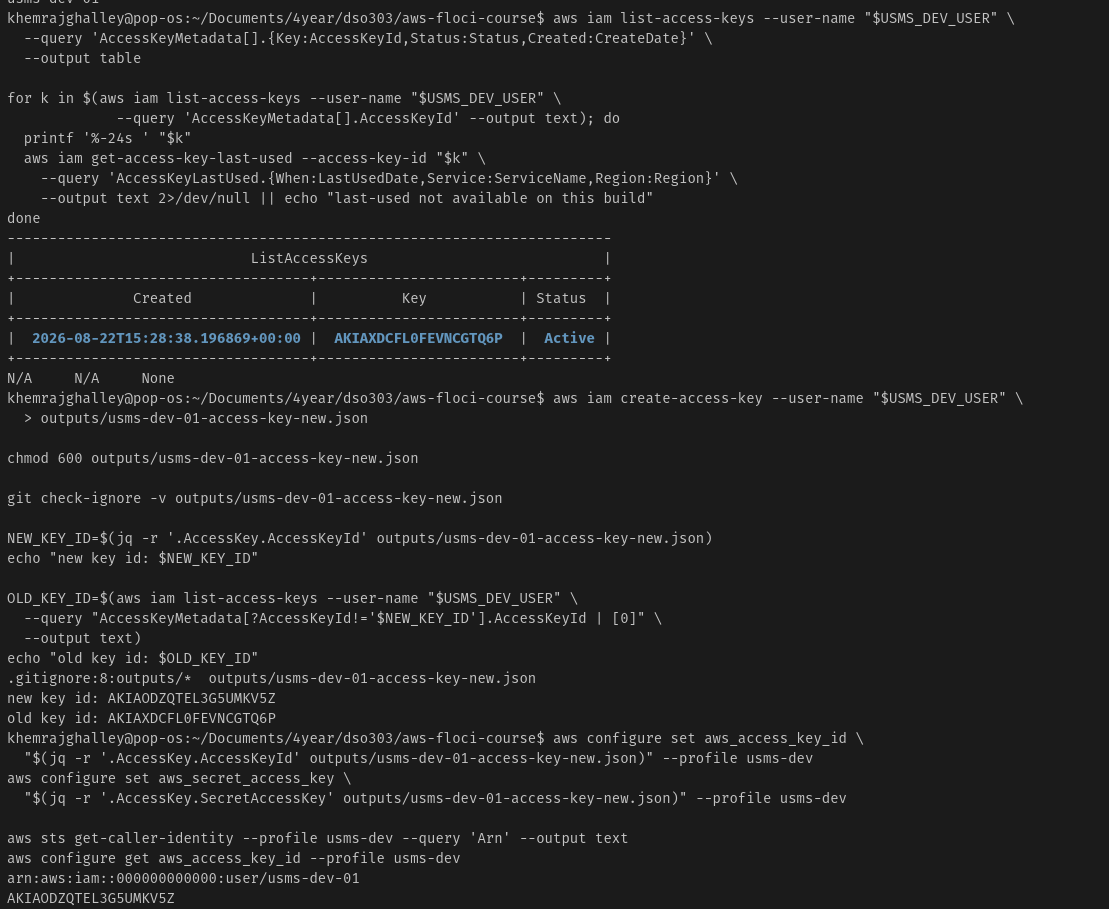 usms-dev-01
khemrajghalley@pop-os:~/Documents/4year/dso303/aws-floci-course$ aws iam list-access-keys --user-name "$USMS_DEV_USER" \
  --query 'AccessKeyMetadata[].{Key:AccessKeyId,Status:Status,Created:CreateDate}' \
  --output table

for k in $(aws iam list-access-keys --user-name "$USMS_DEV_USER" \
             --query 'AccessKeyMetadata[].AccessKeyId' --output text); do
  printf '%-24s ' "$k"
  aws iam get-access-key-last-used --access-key-id "$k" \
    --query 'AccessKeyLastUsed.{When:LastUsedDate,Service:ServiceName,Region:Region}' \
    --output text 2>/dev/null || echo "last-used not available on this build"
done
------------------------------------------------------------------------
|                            ListAccessKeys                            |
+-----------------------------------+------------------------+---------+
|              Created              |          Key           | Status  |
+-----------------------------------+------------------------+---------+
|  2026-08-22T15:28:38.196869+00:00 |  AKIAXDCFL0FEVNCGTQ6P  |  Active |
+-----------------------------------+------------------------+---------+
N/A     N/A     None
khemrajghalley@pop-os:~/Documents/4year/dso303/aws-floci-course$ aws iam create-access-key --user-name "$USMS_DEV_USER" \
  > outputs/usms-dev-01-access-key-new.json

chmod 600 outputs/usms-dev-01-access-key-new.json

git check-ignore -v outputs/usms-dev-01-access-key-new.json

NEW_KEY_ID=$(jq -r '.AccessKey.AccessKeyId' outputs/usms-dev-01-access-key-new.json)
echo "new key id: $NEW_KEY_ID"

OLD_KEY_ID=$(aws iam list-access-keys --user-name "$USMS_DEV_USER" \
  --query "AccessKeyMetadata[?AccessKeyId!='$NEW_KEY_ID'].AccessKeyId | [0]" \
  --output text)
echo "old key id: $OLD_KEY_ID"
.gitignore:8:outputs/*  outputs/usms-dev-01-access-key-new.json
new key id: AKIAODZQTEL3G5UMKV5Z
old key id: AKIAXDCFL0FEVNCGTQ6P
khemrajghalley@pop-os:~/Documents/4year/dso303/aws-floci-course$ aws configure set aws_access_key_id \
  "$(jq -r '.AccessKey.AccessKeyId' outputs/usms-dev-01-access-key-new.json)" --profile usms-dev
aws configure set aws_secret_access_key \
  "$(jq -r '.AccessKey.SecretAccessKey' outputs/usms-dev-01-access-key-new.json)" --profile usms-dev

aws sts get-caller-identity --profile usms-dev --query 'Arn' --output text
aws configure get aws_access_key_id --profile usms-dev
arn:aws:iam::000000000000:user/usms-dev-01
AKIAODZQTEL3G5UMKV5Z